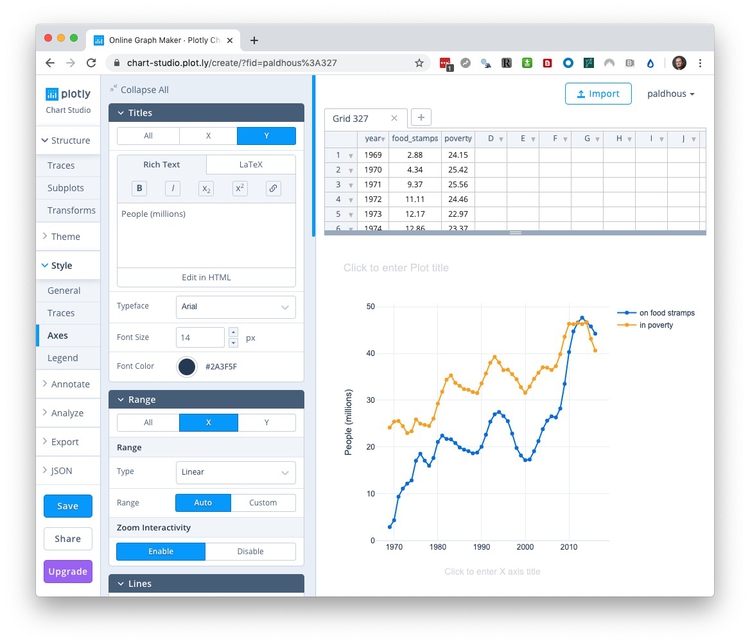 Online Graph Maker · Plotly Ch
chart-studio.plot.ly/create/?fid=paldhous%3A327
1
plotly
Chart Studio
Structure
Traces
Subplots
Transforms
Theme
Style
General
Traces
Axes
Legend
Annotate
Analyze
Export
JSON
Save
Share
Upgrade
Collapse All
Titles
All X Y
Rich Text LaTeX
B I X2 X2
People (millions)
Edit in HTML
Typeface Arial
Font Size 14 px
Font Color #2A3F5F
Range
All X Y
Range
Type Linear
Range Auto Custom
Zoom Interactivity
Enable Disable
Lines
Import
paldhous
Grid 327
year food_stamps poverty D E F G H I J
1 1969 2.88 24.15
2 1970 4.34 25.42
3 1971 9.37 25.56
4 1972 11.11 24.46
5 1973 12.17 22.97
6 1974 12.86 23.37
Click to enter Plot title
50
40
30
20
10
0
People (millions)
1970 1980 1990 2000 2010
Click to enter X axis title
on food stramps
in poverty